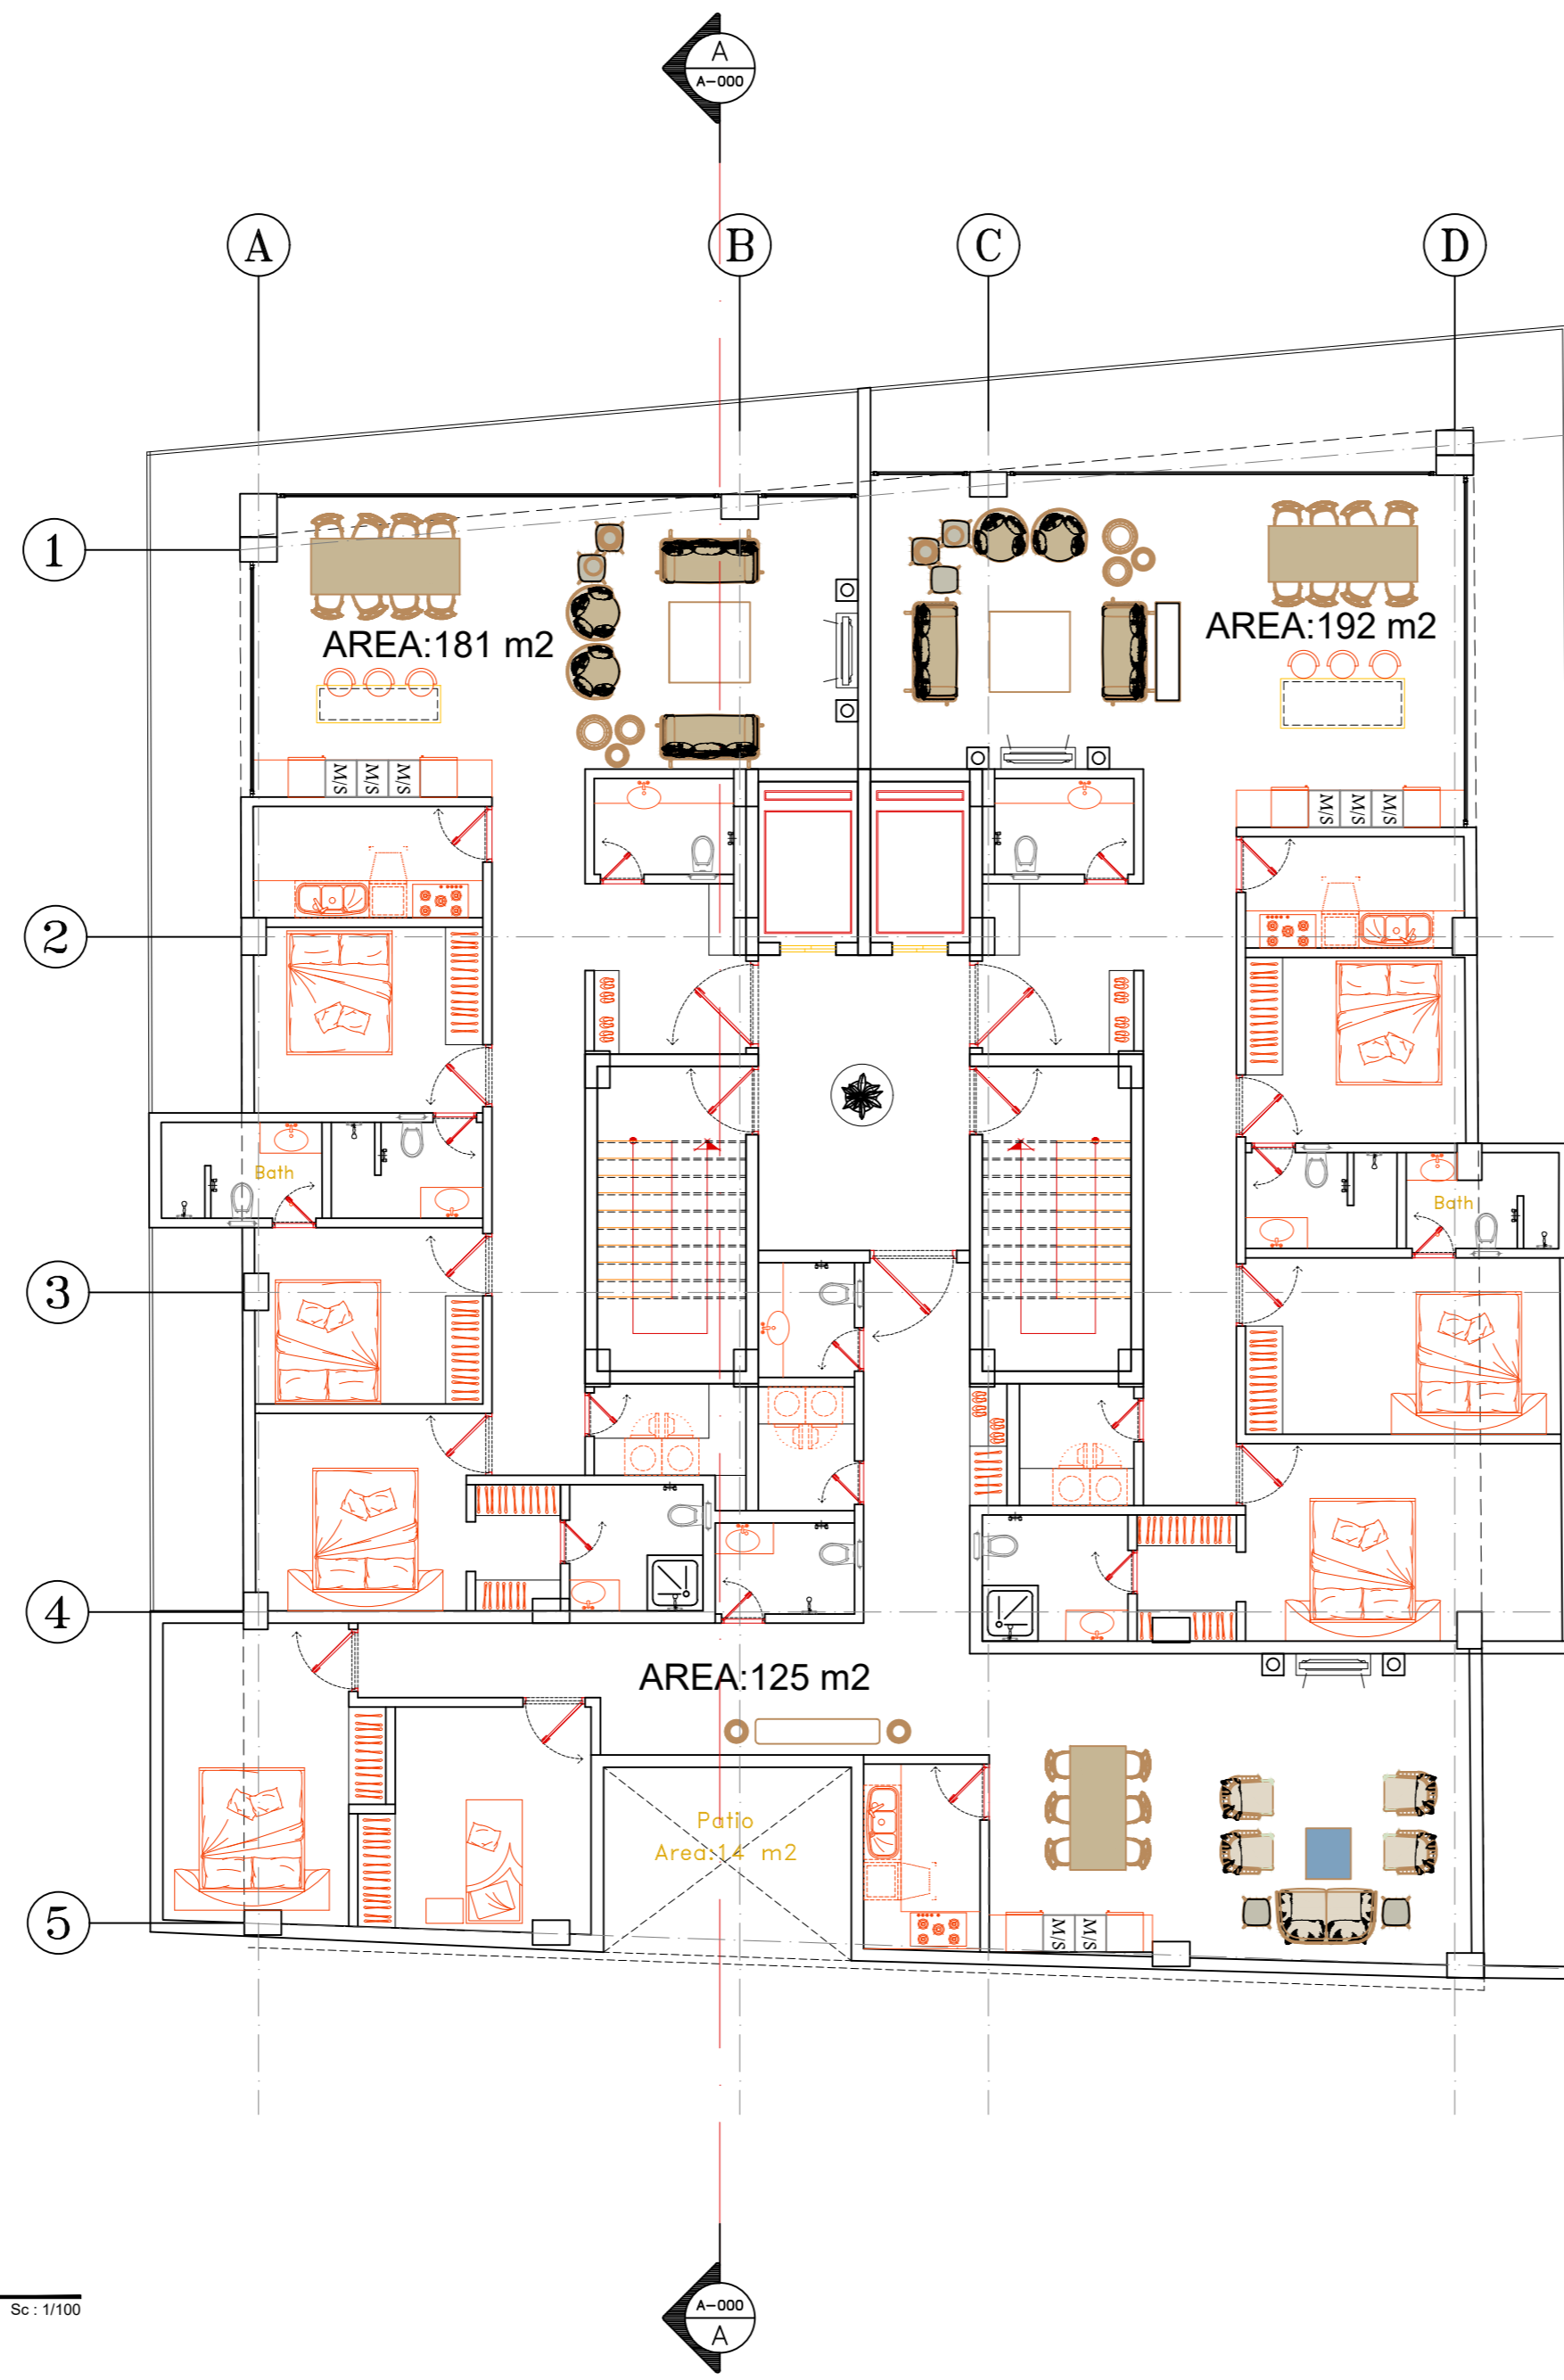 A
A-000
A B C D
1
AREA:181 m2
AREA:192 m2
M/S M/S M/S
M/S M/S M/S
2
Bath
Bath
3
4
AREA:125 m2
Patio
Area:14 m2
5
M/S M/S
A-000
A
Sc : 1/100